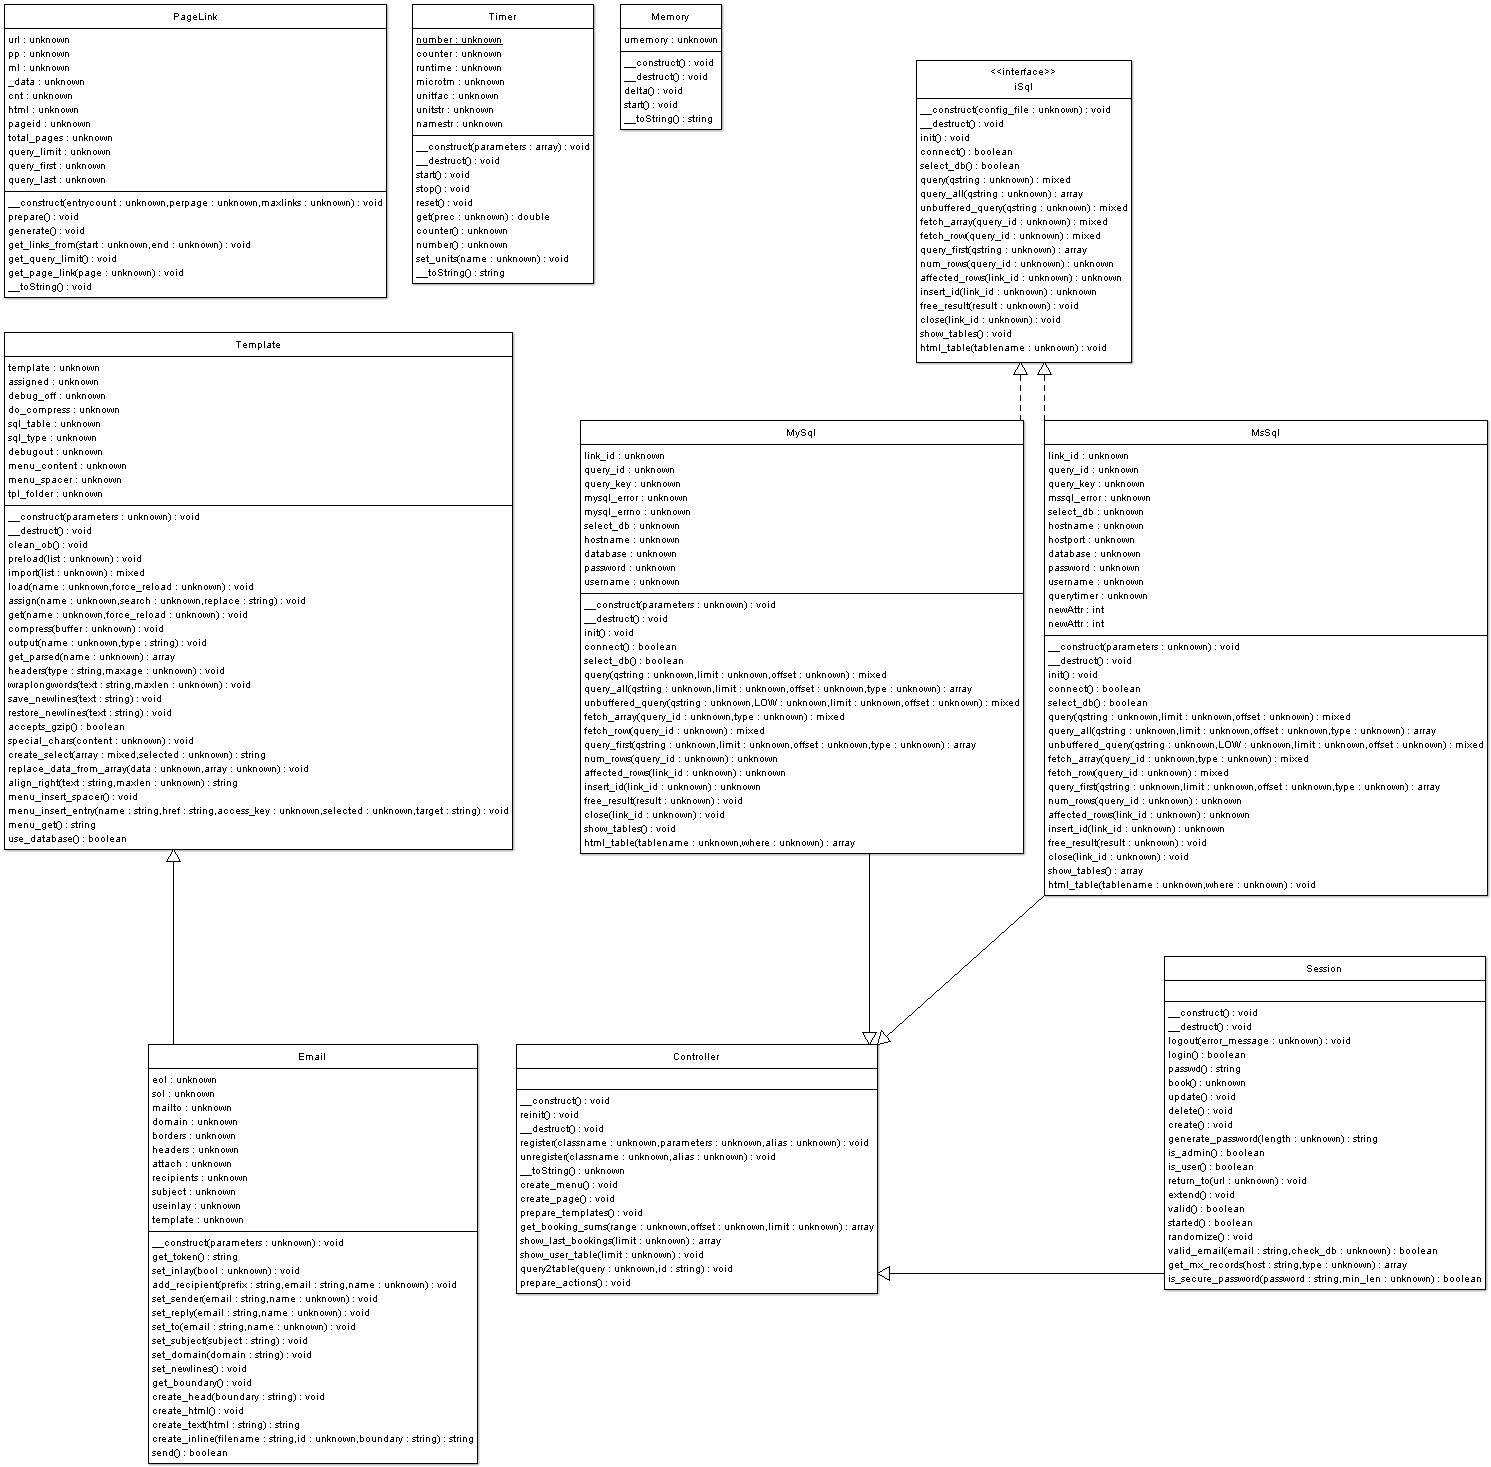 PageLink
url : unknown
pp : unknown
ml : unknown
_data : unknown
cnt : unknown
html : unknown
pageid : unknown
total_pages : unknown
query_limit : unknown
query_first : unknown
query_last : unknown
__construct(entrycount : unknown,perpage : unknown,maxlinks : unknown) : void
prepare() : void
generate() : void
get_links_from(start : unknown,end : unknown) : void
get_query_limit() : void
get_page_link(page : unknown) : void
__toString() : void
Timer
number : unknown
counter : unknown
runtime : unknown
microtm : unknown
unitfac : unknown
unitstr : unknown
namestr : unknown
__construct(parameters : array) : void
__destruct() : void
start() : void
stop() : void
reset() : void
get(prec : unknown) : double
counter() : unknown
number() : unknown
set_units(name : unknown) : void
__toString() : string
Memory
umemory : unknown
__construct() : void
__destruct() : void
delta() : void
start() : void
__toString() : string
<<interface>>
iSql
__construct(config_file : unknown) : void
__destruct() : void
init() : void
connect() : boolean
select_db() : boolean
query(qstring : unknown) : mixed
query_all(qstring : unknown) : array
unbuffered_query(qstring : unknown) : mixed
fetch_array(query_id : unknown) : mixed
fetch_row(query_id : unknown) : mixed
query_first(qstring : unknown) : array
num_rows(query_id : unknown) : unknown
affected_rows(link_id : unknown) : unknown
insert_id(link_id : unknown) : unknown
free_result(result : unknown) : void
close(link_id : unknown) : void
show_tables() : void
html_table(tablename : unknown) : void
Template
template : unknown
assigned : unknown
debug_off : unknown
do_compress : unknown
sql_table : unknown
sql_type : unknown
debugout : unknown
menu_content : unknown
menu_spacer : unknown
tpl_folder : unknown
__construct(parameters : unknown) : void
__destruct() : void
clean_ob() : void
preload(list : unknown) : void
import(list : unknown) : mixed
load(name : unknown,force_reload : unknown) : void
assign(name : unknown,search : unknown,replace : string) : void
get(name : unknown,force_reload : unknown) : void
compress(buffer : unknown) : void
output(name : unknown,type : string) : void
get_parsed(name : unknown) : array
headers(type : string,maxage : unknown) : void
wraplongwords(text : string,maxlen : unknown) : void
save_newlines(text : string) : void
restore_newlines(text : string) : void
accepts_gzip() : boolean
special_chars(content : unknown) : void
create_select(array : mixed,selected : unknown) : string
replace_data_from_array(data : unknown,array : unknown) : void
align_right(text : string,maxlen : unknown) : string
menu_insert_spacer() : void
menu_insert_entry(name : string,href : string,access_key : unknown,selected : unknown,target : string) : void
menu_get() : string
use_database() : boolean
MySql
link_id : unknown
query_id : unknown
query_key : unknown
mysql_error : unknown
mysql_errno : unknown
select_db : unknown
hostname : unknown
database : unknown
password : unknown
username : unknown
__construct(parameters : unknown) : void
__destruct() : void
init() : void
connect() : boolean
select_db() : boolean
query(qstring : unknown,limit : unknown,offset : unknown) : mixed
query_all(qstring : unknown,limit : unknown,offset : unknown,type : unknown) : array
unbuffered_query(qstring : unknown,LOW : unknown,limit : unknown,offset : unknown) : mixed
fetch_array(query_id : unknown,type : unknown) : mixed
fetch_row(query_id : unknown) : mixed
query_first(qstring : unknown,limit : unknown,offset : unknown,type : unknown) : array
num_rows(query_id : unknown) : unknown
affected_rows(link_id : unknown) : unknown
insert_id(link_id : unknown) : unknown
free_result(result : unknown) : void
close(link_id : unknown) : void
show_tables() : void
html_table(tablename : unknown,where : unknown) : array
MsSql
link_id : unknown
query_id : unknown
query_key : unknown
mssql_error : unknown
select_db : unknown
hostname : unknown
hostport : unknown
database : unknown
password : unknown
username : unknown
querytimer : unknown
newAttr : int
newAttr : int
__construct(parameters : unknown) : void
__destruct() : void
init() : void
connect() : boolean
select_db() : boolean
query(qstring : unknown,limit : unknown,offset : unknown) : mixed
query_all(qstring : unknown,limit : unknown,offset : unknown,type : unknown) : array
unbuffered_query(qstring : unknown,LOW : unknown,limit : unknown,offset : unknown) : mixed
fetch_array(query_id : unknown,type : unknown) : mixed
fetch_row(query_id : unknown) : mixed
query_first(qstring : unknown,limit : unknown,offset : unknown,type : unknown) : array
num_rows(query_id : unknown) : unknown
affected_rows(link_id : unknown) : unknown
insert_id(link_id : unknown) : unknown
free_result(result : unknown) : void
close(link_id : unknown) : void
show_tables() : array
html_table(tablename : unknown,where : unknown) : void
Email
eol : unknown
sol : unknown
mailto : unknown
domain : unknown
borders : unknown
headers : unknown
attach : unknown
recipients : unknown
subject : unknown
useinlay : unknown
template : unknown
__construct(parameters : unknown) : void
get_token() : string
set_inlay(bool : unknown) : void
add_recipient(prefix : string,email : string,name : unknown) : void
set_sender(email : string,name : unknown) : void
set_reply(email : string,name : unknown) : void
set_to(email : string,name : unknown) : void
set_subject(subject : string) : void
set_domain(domain : string) : void
set_newlines() : void
get_boundary() : void
create_head(boundary : string) : void
create_html() : void
create_text(html : string) : string
create_inline(filename : string,id : unknown,boundary : string) : string
send() : boolean
Controller
__construct() : void
reinit() : void
__destruct() : void
register(classname : unknown,parameters : unknown,alias : unknown) : void
unregister(classname : unknown,alias : unknown) : void
__toString() : unknown
create_menu() : void
create_page() : void
prepare_templates() : void
get_booking_sums(range : unknown,offset : unknown,limit : unknown) : array
show_last_bookings(limit : unknown) : array
show_user_table(limit : unknown) : void
query2table(query : unknown,id : string) : void
prepare_actions() : void
Session
__construct() : void
__destruct() : void
logout(error_message : unknown) : void
login() : boolean
passwd() : string
book() : unknown
update() : void
delete() : void
create() : void
generate_password(length : unknown) : string
is_admin() : boolean
is_user() : boolean
return_to(url : unknown) : void
extend() : void
valid() : boolean
started() : boolean
randomize() : void
valid_email(email : string,check_db : unknown) : boolean
get_mx_records(host : string,type : unknown) : array
is_secure_password(password : string,min_len : unknown) : boolean